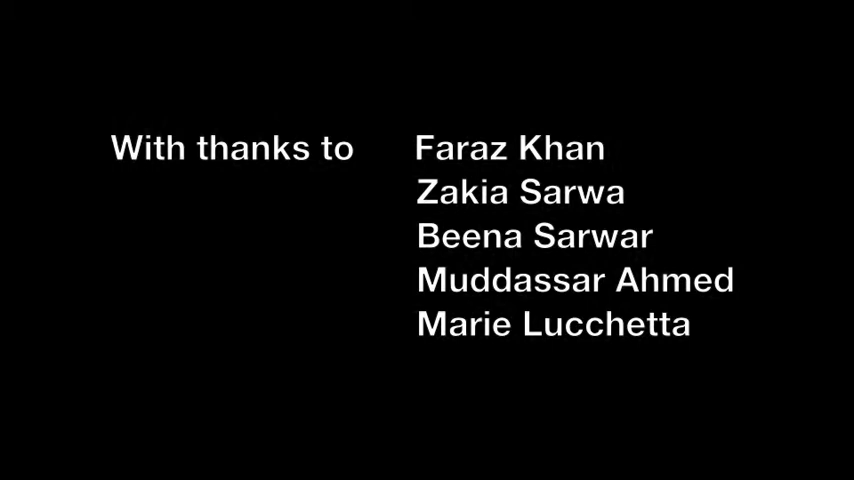 With thanks to Faraz Khan
Zakia Sarwa
Beena Sarwar
Muddassar Ahmed
Marie Lucchetta